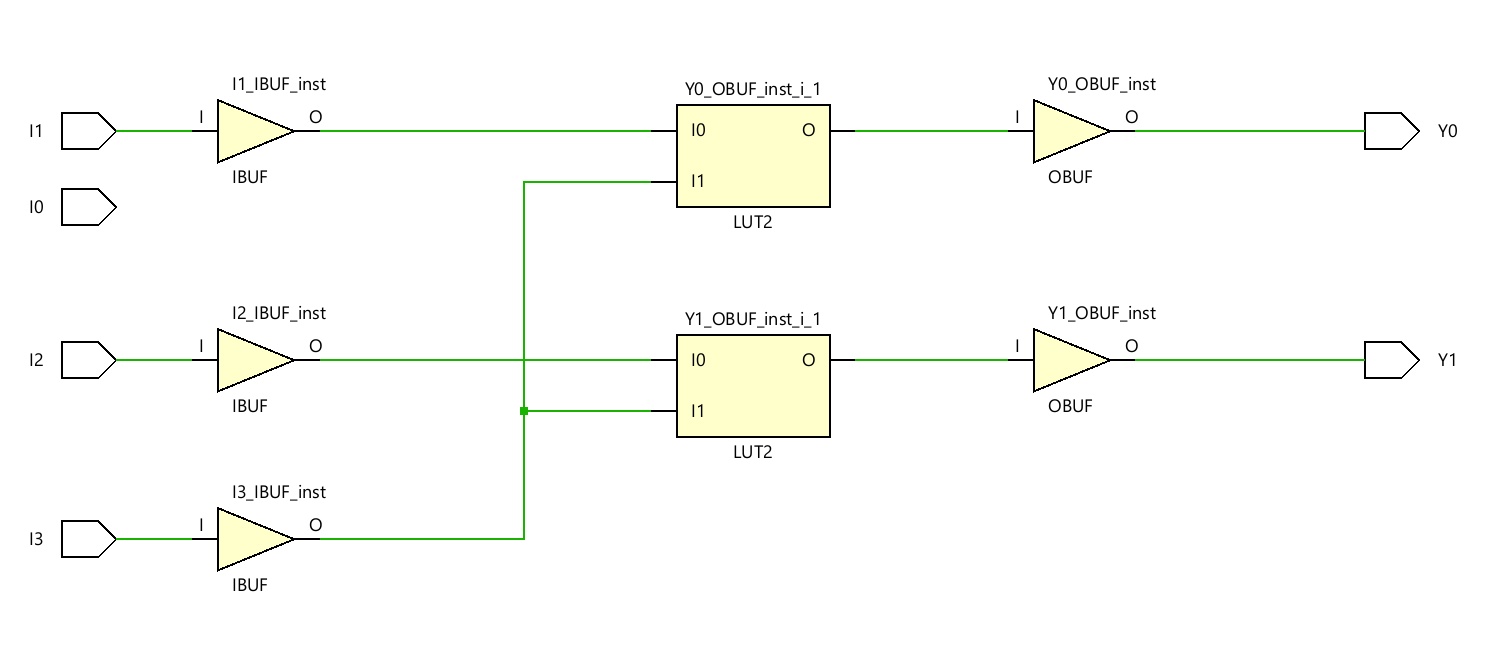 I1_IBUF_inst
Y0_OBUF_inst_i_1
Y0_OBUF_inst
I1
I
O
I0
O
I
O
Y0
I1
IBUF
OBUF
I0
LUT2
I2_IBUF_inst
Y1_OBUF_inst_i_1
Y1_OBUF_inst
I2
I
O
I0
O
I
O
Y1
I1
IBUF
OBUF
LUT2
I3_IBUF_inst
I3
I
O
IBUF